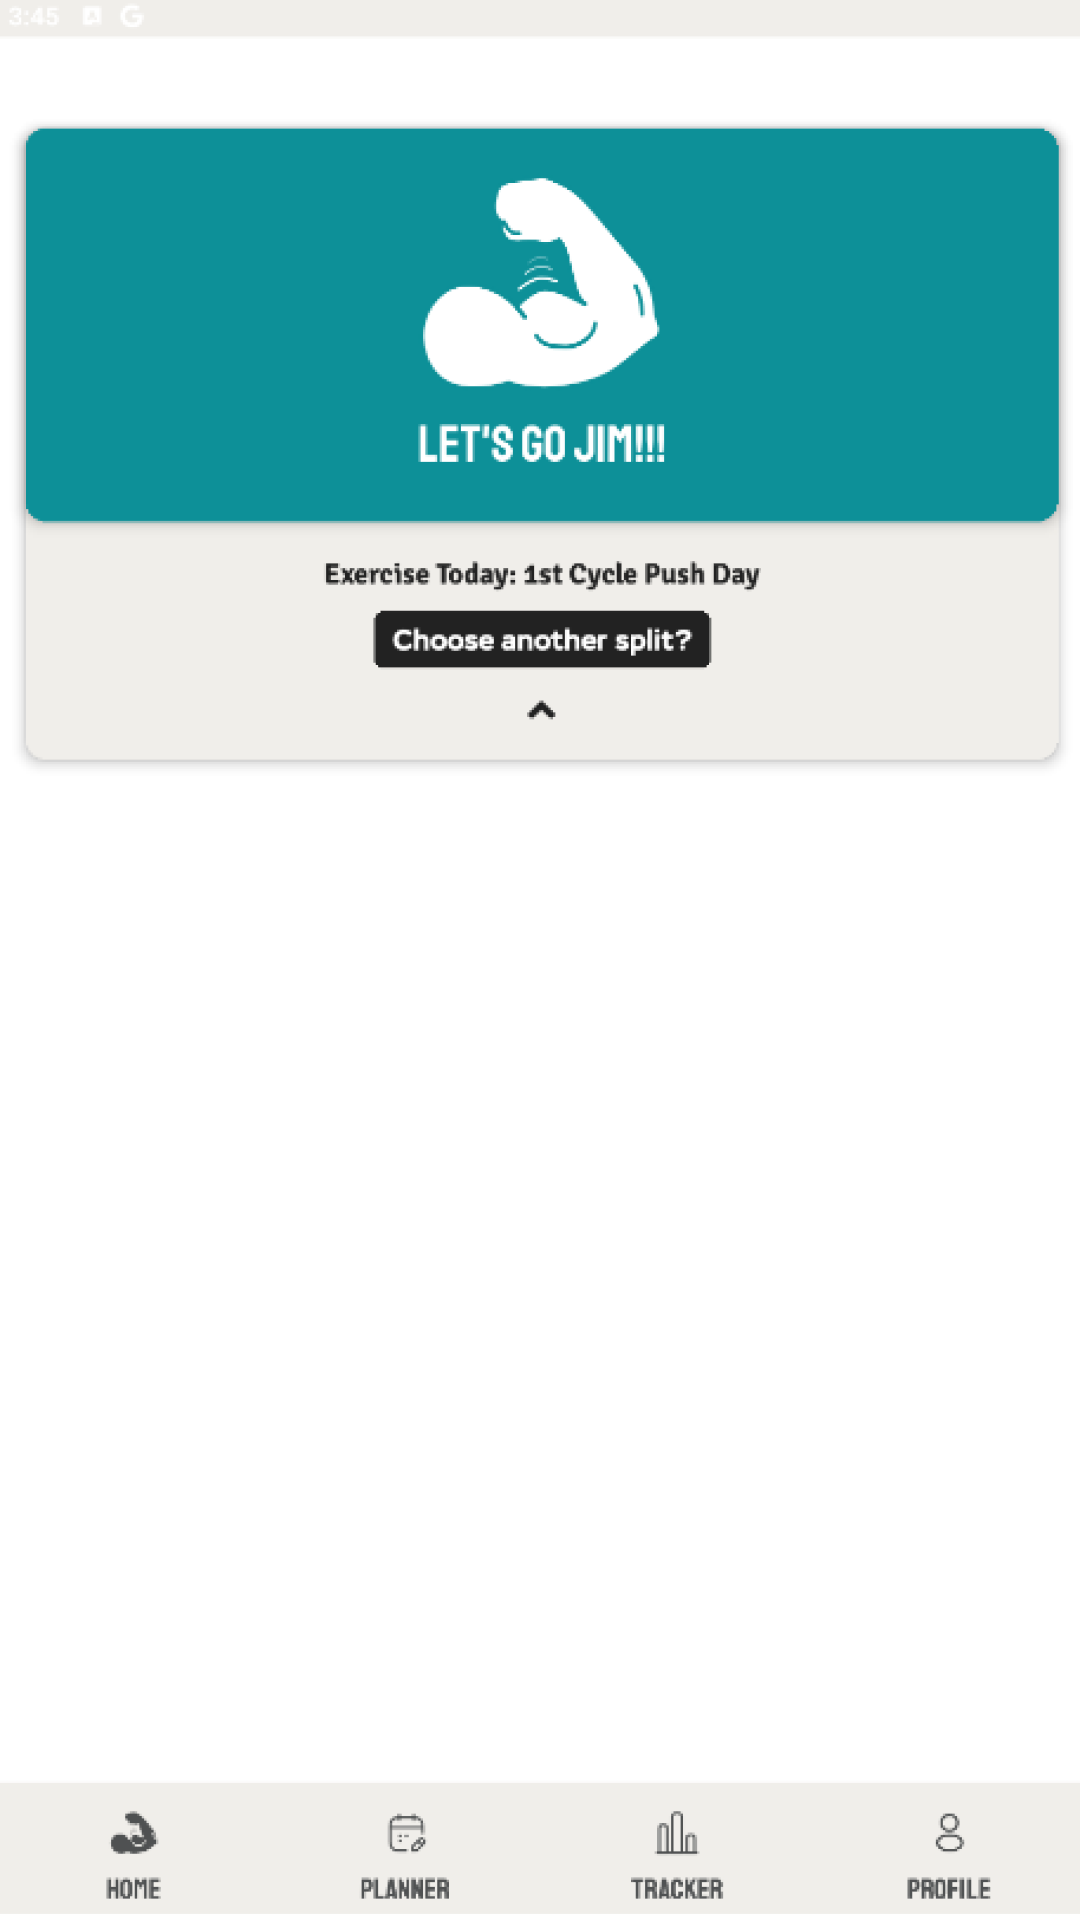 3:45
LET'S GO JIM!!!
Exercise Today: 1st Cycle Push Day
Choose another split?
HOME
PLANNER
TRACKER
PROFILE